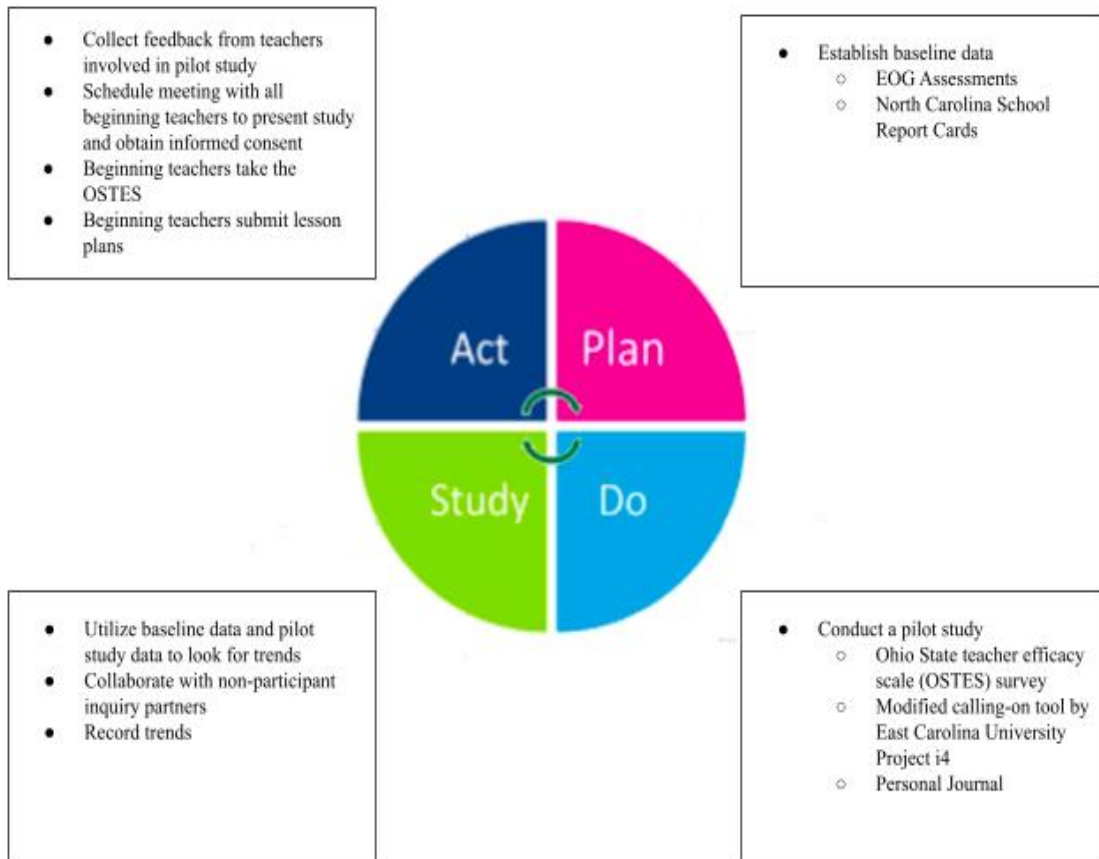 ● Collect feedback from teachers
involved in pilot study
● Schedule meeting with all
beginning teachers to present study
and obtain informed consent
● Beginning teachers take the
OSTES
● Beginning teachers submit lesson
plans
● Establish baseline data
○ EOG Assessments
○ North Carolina School
Report Cards
Act
Plan
Study
Do
● Utilize baseline data and pilot
study data to look for trends
● Collaborate with non-participant
inquiry partners
● Record trends
● Conduct a pilot study
○ Ohio State teacher efficacy
scale (OSTES) survey
○ Modified calling-on tool by
East Carolina University
Project i4
○ Personal Journal